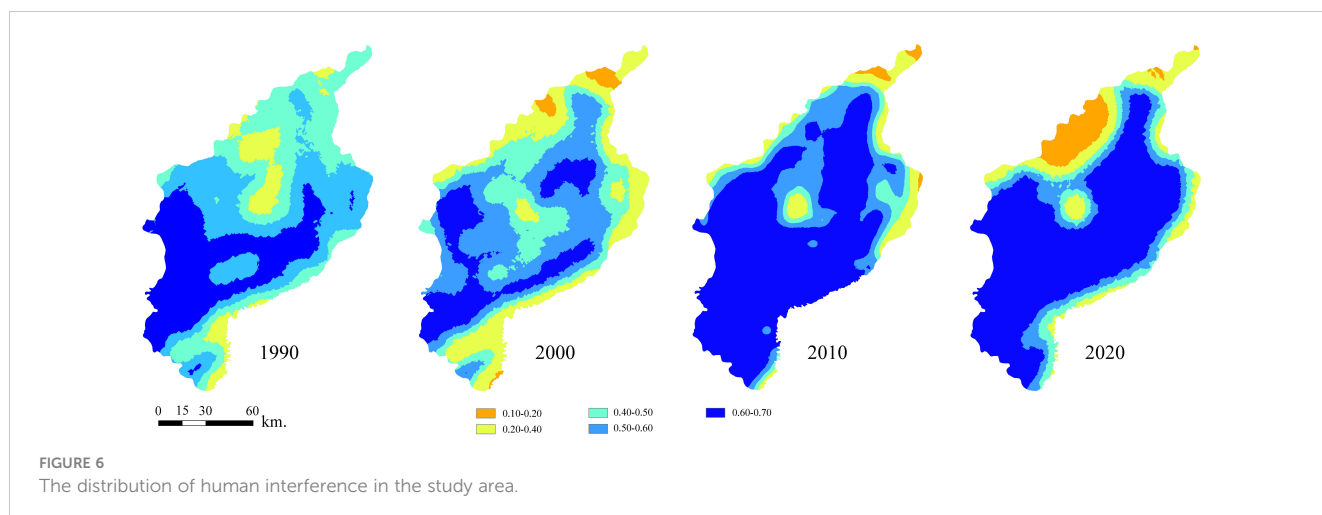 1990
2000
2010
2020
0 15 30 60
km.
0.10-0.20
0.40-0.50
0.60-0.70
0.20-0.40
0.50-0.60
FIGURE 6
The distribution of human interference in the study area.